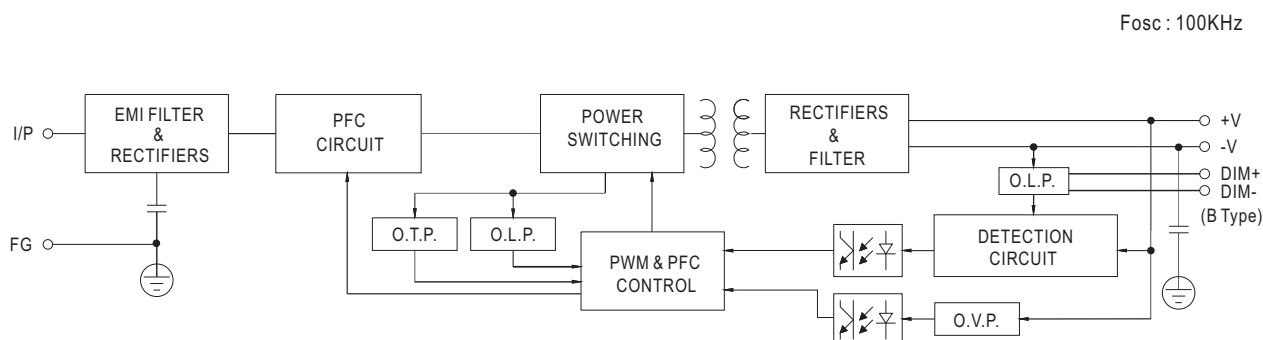 Fosc : 100KHz
I/P
EMI FILTER
&
RECTIFIERS
PFC
CIRCUIT
POWER
SWITCHING
RECTIFIERS
&
FILTER
+V
-V
DIM+
DIM-
(B Type)
O.L.P.
FG
O.T.P.
O.L.P.
PWM & PFC
CONTROL
DETECTION
CIRCUIT
O.V.P.